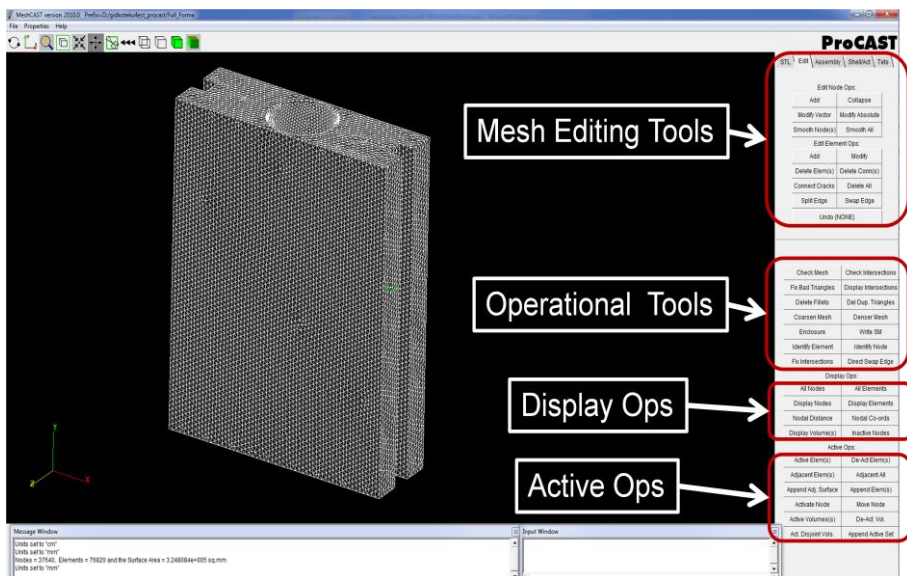 MeshCAST version 2010.0 Prefix=D:/gidkoteku4est_procast/Full_Forma
File Properties Help
ProCAST
STL Edit Assembly Shell/Act Tets
Edit Node Ops:
Add Collapse
Modify Vector Modify Absolute
Smooth Node(s) Smooth All
Mesh Editing Tools
Edit Element Ops:
Add Modify
Delete Elem(s) Delete Conn(s)
Connect Cracks Delete All
Split Edge Swap Edge
Undo (NONE)
Check Mesh Check Intersections
Fix Bad Triangles Display Intersections
Operational Tools
Delete Fillets Del Dup. Triangles
Coarsen Mesh Denser Mesh
Enclosure Write SM
Identify Element Identify Node
Fix Intersections Direct Swap Edge
Display Ops:
All Nodes All Elements
Display Ops
Display Nodes Display Elements
Nodal Distance Nodal Co-ords
Display Volume(s) Inactive Nodes
Active Ops:
Active Elem(s) De-Act Elem(s)
Active Ops
Adjacent Elem(s) Adjacent All
Append Adj. Surface Append Elem(s)
Activate Node Move Node
Active Volumes(s) De-Act. Vol.
Act. Disjoint Vols. Append Active Set
Y
X
Z
Message Window
Units set to "cm"
Units set to "mm"
Nodes = 37640, Elements = 76820 and the Surface Area = 3.248084e+005 sq.mm
Units set to "mm"
Input Window